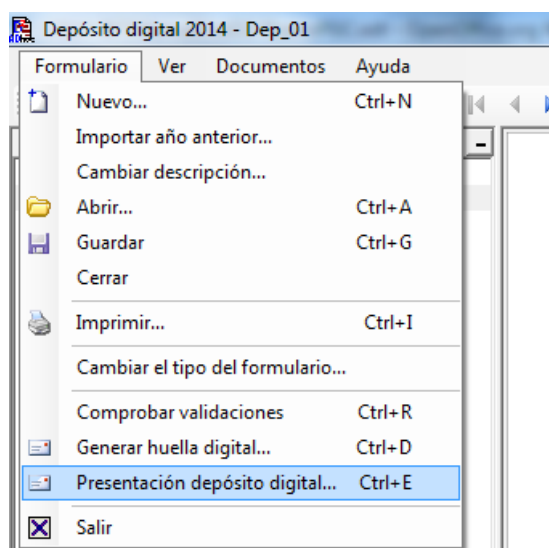 Depósito digital 2014 - Dep_01
Formulario Ver Documentos Ayuda
Nuevo... Ctrl+N
Importar año anterior...
Cambiar descripción...
Abrir... Ctrl+A
Guardar Ctrl+G
Cerrar
Imprimir... Ctrl+I
Cambiar el tipo del formulario...
Comprobar validaciones Ctrl+R
Generar huella digital... Ctrl+D
Presentación depósito digital... Ctrl+E
Salir